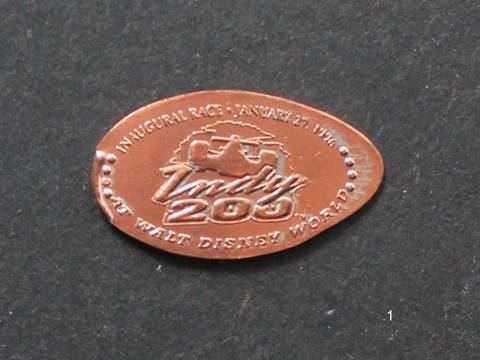 INAUGURAL RACE • JANUARY 27, 1996
Indy
200
AT WALT DISNEY WORLD
1